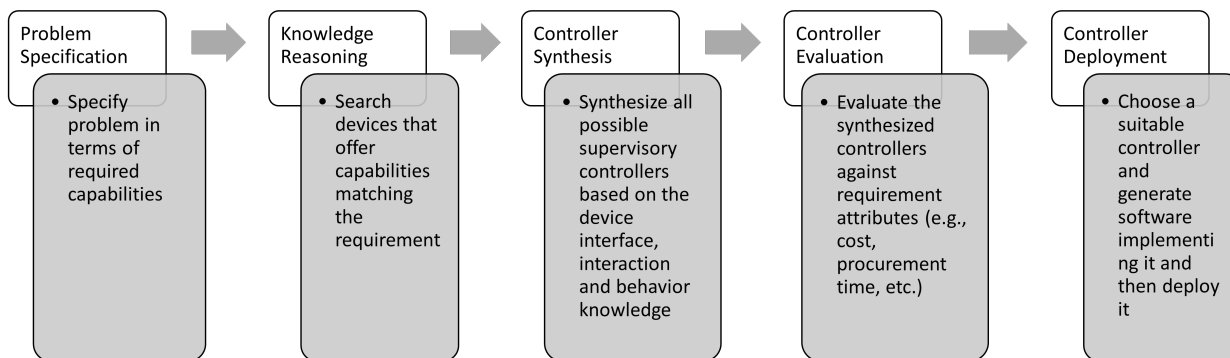 Problem
Specification
• Specify
problem in
terms of
required
capabilities
Knowledge
Reasoning
• Search
devices that
offer
capabilities
matching
the
requirement
Controller
Synthesis
• Synthesize all
possible
supervisory
controllers
based on the
device
interface,
interaction
and behavior
knowledge
Controller
Evaluation
• Evaluate the
synthesized
controllers
against
requirement
attributes (e.g.,
cost,
procurement
time, etc.)
Controller
Deployment
• Choose a
suitable
controller
and
generate
software
implementi
ng it and
then deploy
it